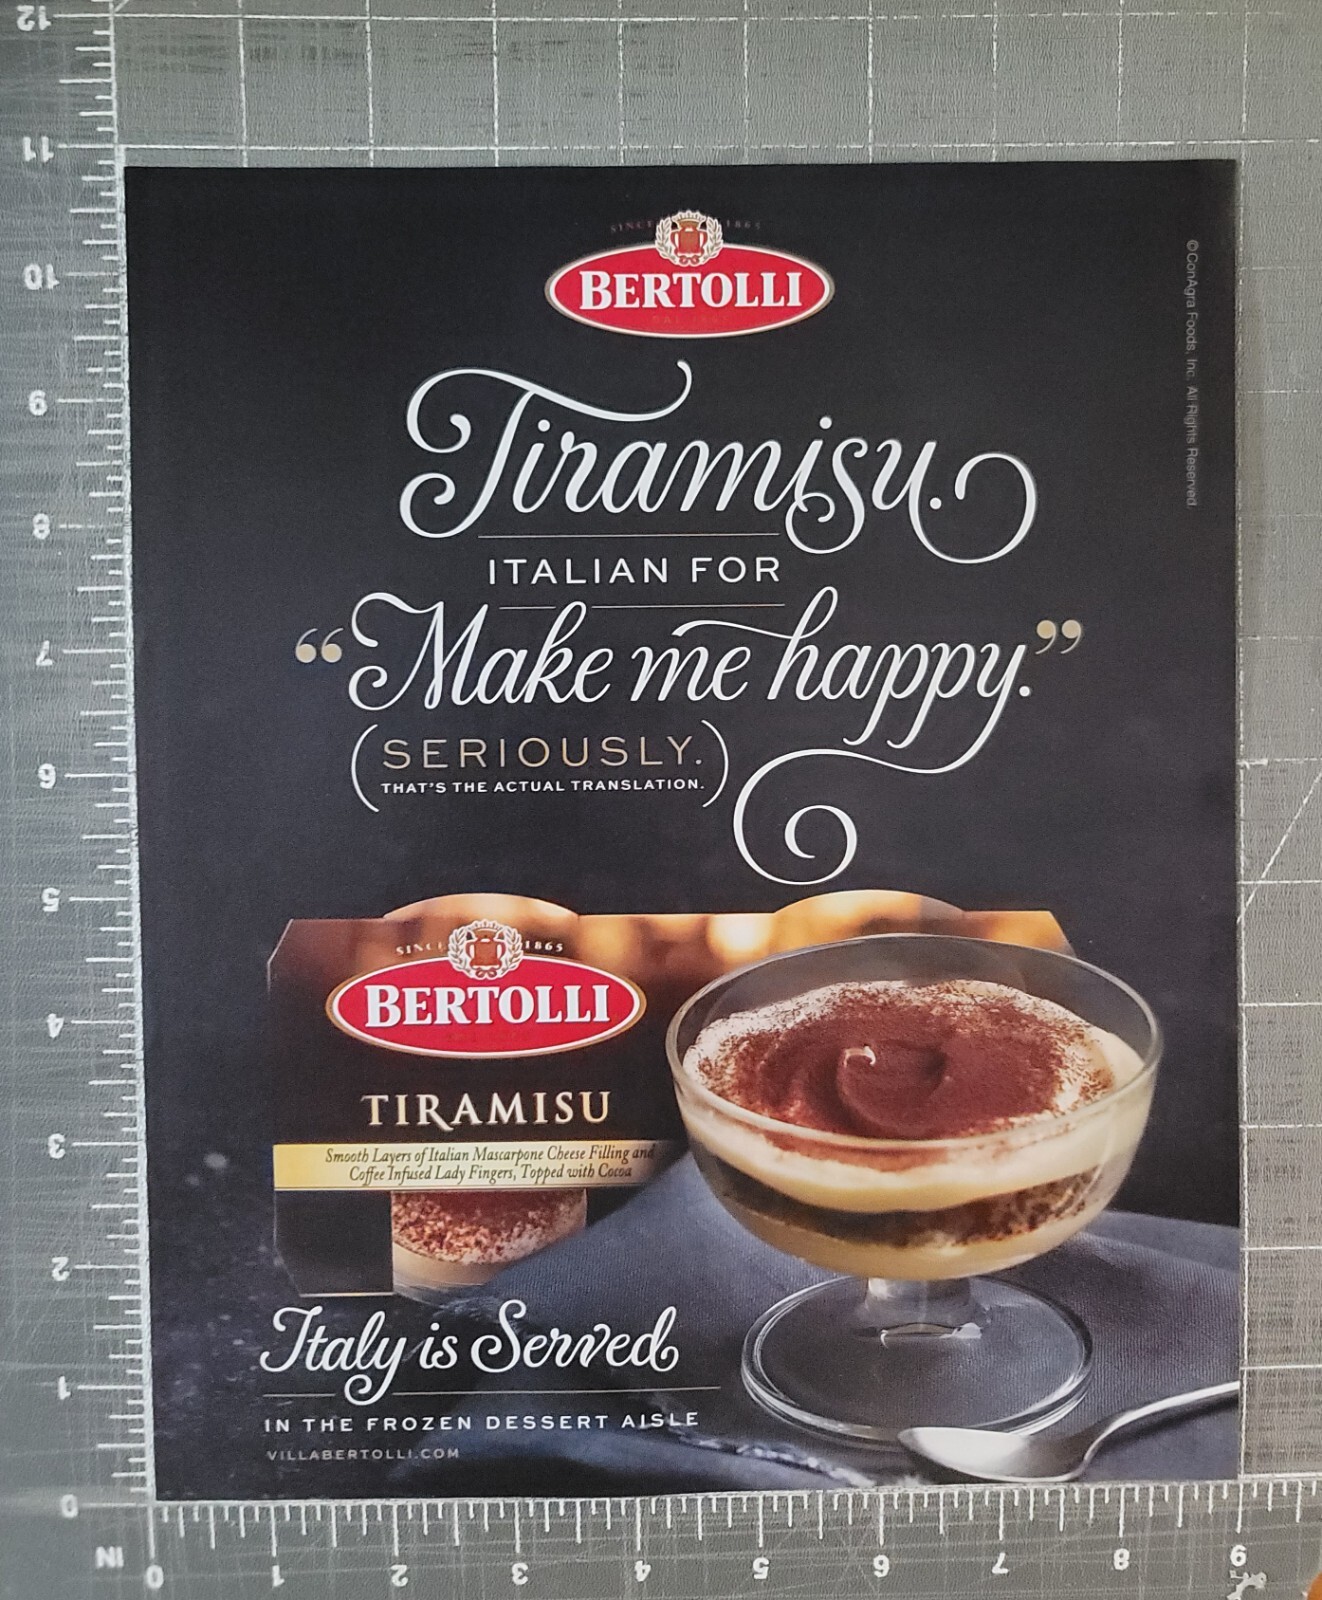 SINCE 1865
BERTOLLI
©ConAgra Foods, Inc. All Rights Reserved.
Tiramisu.
ITALIAN FOR
“Make me happy.”
(SERIOUSLY.
THAT'S THE ACTUAL TRANSLATION.)
SINCE 1865
BERTOLLI
TIRAMISU
Smooth Layers of Italian Mascarpone Cheese Filling and
Coffee Infused Lady Fingers, Topped with Cocoa
Italy is Served
IN THE FROZEN DESSERT AISLE
VILLABERTOLLI.COM
12
11
10
9
8
7
6
5
4
3
2
1
0
IN
0 1 2 3 4 5 6 7 8 9